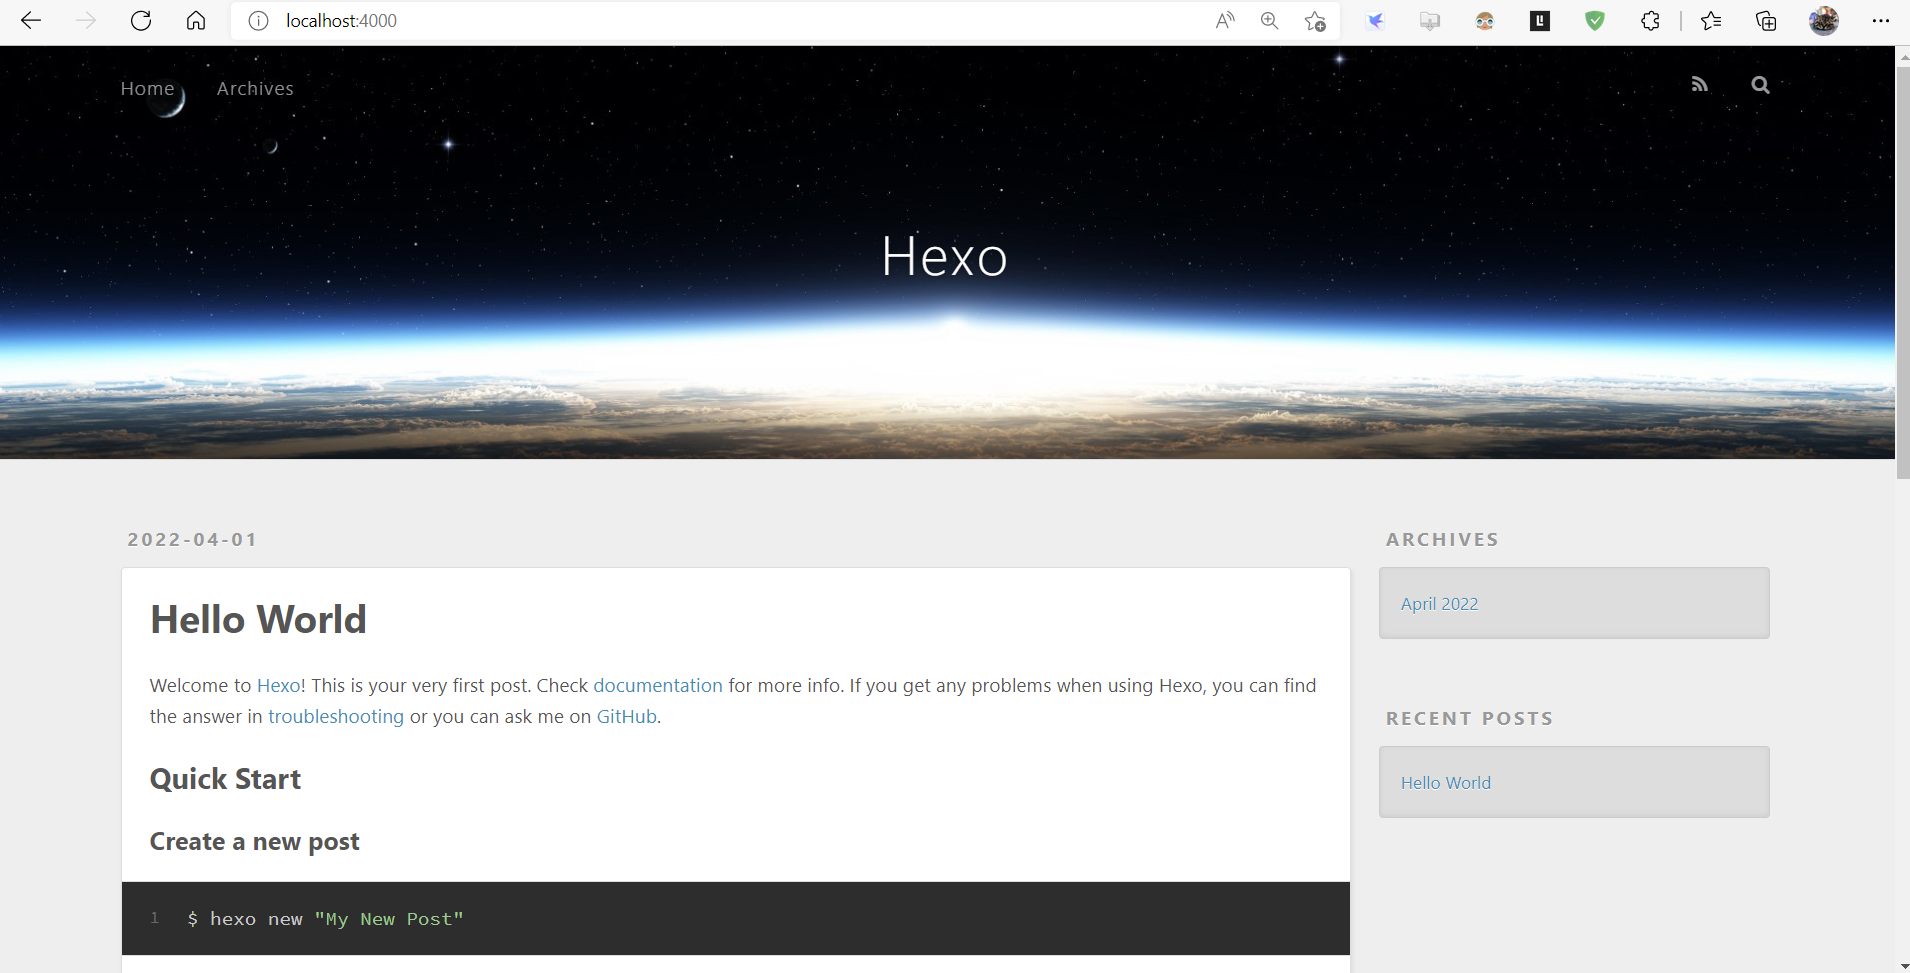 localhost:4000
Home Archives
Hexo
2022-04-01
Hello World
Welcome to Hexo! This is your very first post. Check documentation for more info. If you get any problems when using Hexo, you can find
the answer in troubleshooting or you can ask me on GitHub.
Quick Start
Create a new post
1 $ hexo new "My New Post"
ARCHIVES
April 2022
RECENT POSTS
Hello World